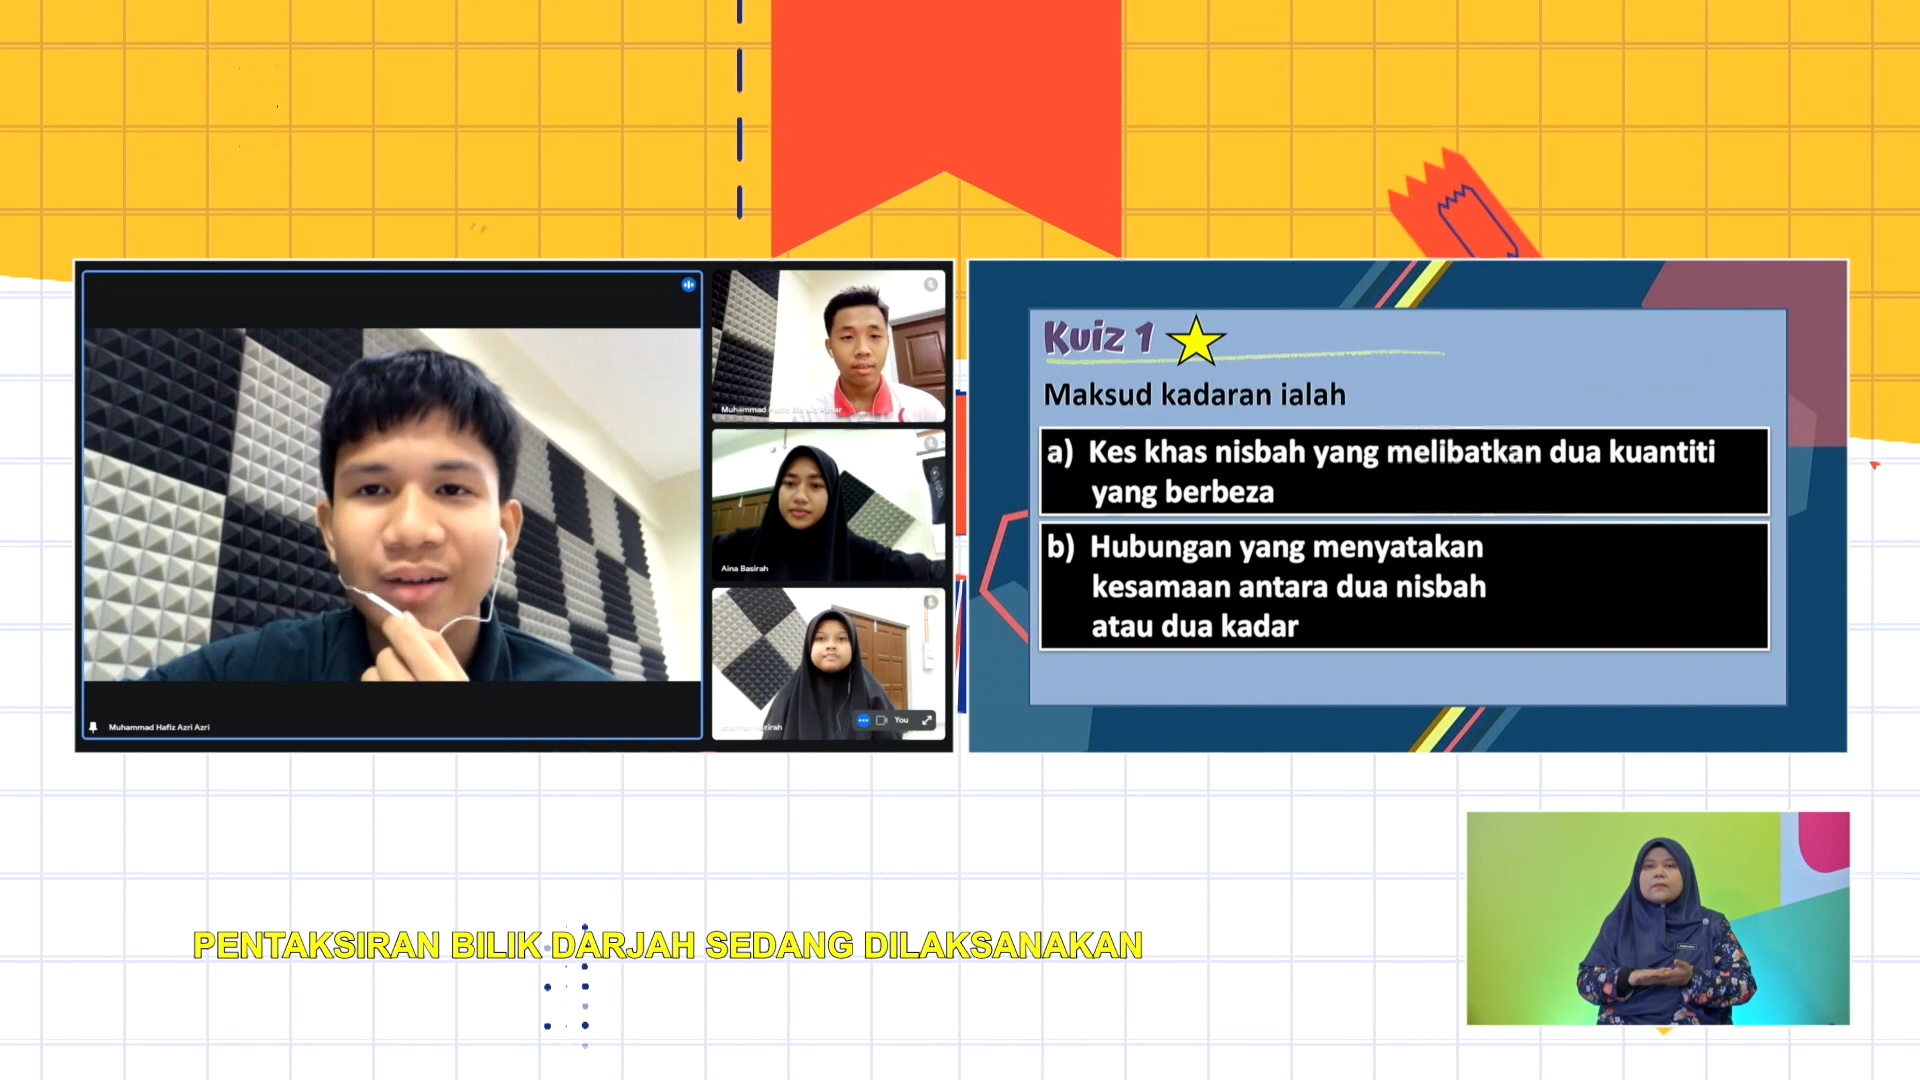 Muhammad Hafiz Azri Azri
Muhammad
Aina Basirah
You
Kuiz 1
Maksud kadaran ialah
a) Kes khas nisbah yang melibatkan dua kuantiti
yang berbeza
b) Hubungan yang menyatakan
kesamaan antara dua nisbah
atau dua kadar
PENTAKSIRAN BILIK DARJAH SEDANG DILAKSANAKAN